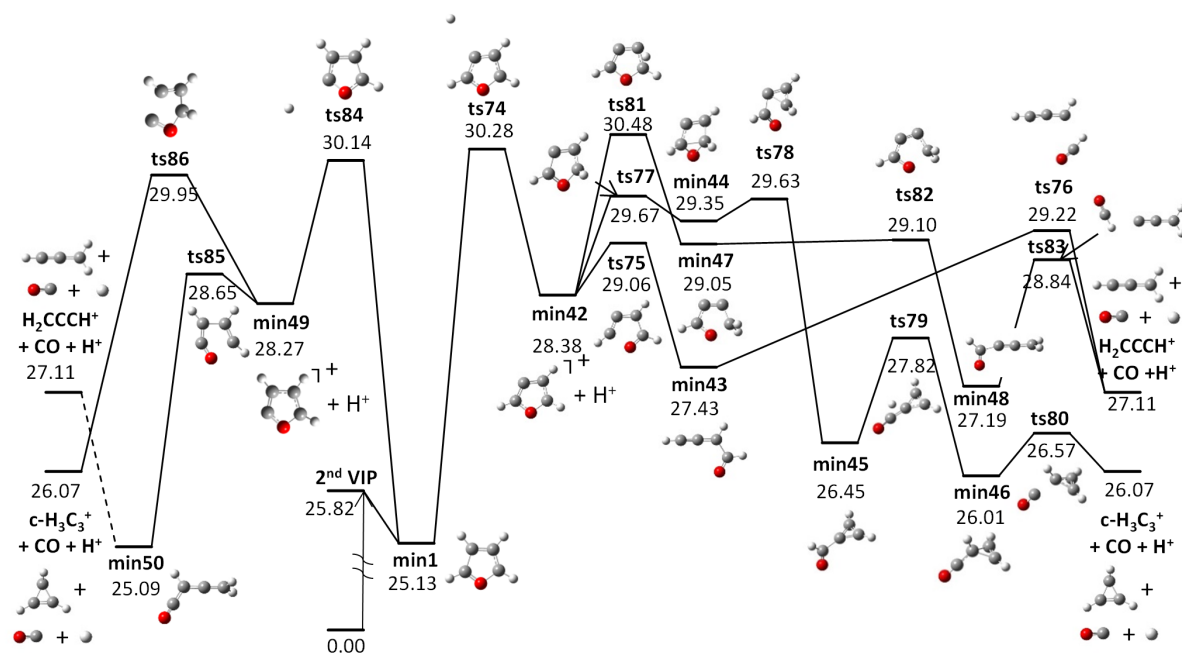 ts86
29.95
ts84
30.14
ts74
30.28
ts81
30.48
ts77
29.67
min44
29.35
ts78
29.63
ts82
29.10
ts76
29.22
ts83
28.84
+
+
H₂CCCH⁺
+ CO + H⁺
27.11
ts85
28.65
min49
28.27
+
+ H⁺
min42
28.38
+
+ H⁺
ts75
29.06
min47
29.05
min43
27.43
ts79
27.82
min48
27.19
+
+
H₂CCCH⁺
+ CO +H⁺
27.11
26.07
c-H₃C₃⁺
+ CO + H⁺
+
+
min50
25.09
2ⁿᵈ VIP
25.82
0.00
min1
25.13
min45
26.45
min46
26.01
ts80
26.57
26.07
c-H₃C₃⁺
+ CO + H⁺
+
+